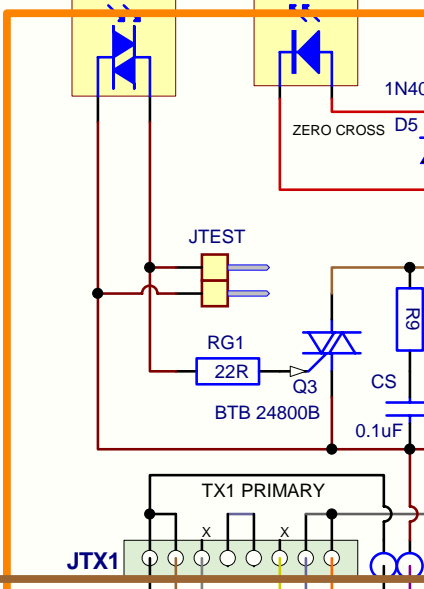 1N40
ZERO CROSS
D5
JTEST
R9
RG1
22R
Q3
CS
BTB 24800B
0.1uF
TX1 PRIMARY
X
X
JTX1